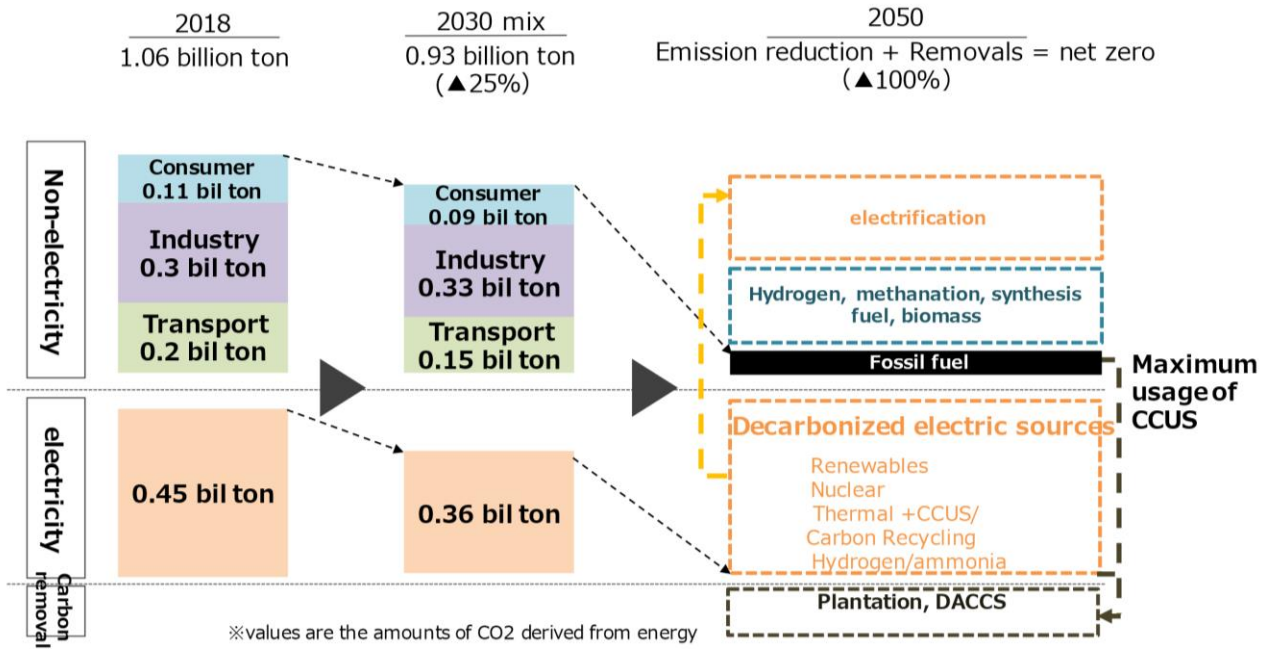 2018
1.06 billion ton
2030 mix
0.93 billion ton
(▲25%)
2050
Emission reduction + Removals = net zero
(▲100%)
Non-electricity
Consumer
0.11 bil ton
Industry
0.3 bil ton
Transport
0.2 bil ton
Consumer
0.09 bil ton
Industry
0.33 bil ton
Transport
0.15 bil ton
electrification
Hydrogen, methanation, synthesis
fuel, biomass
Fossil fuel
Maximum
usage of
CCUS
electricity
0.45 bil ton
0.36 bil ton
Decarbonized electric sources
Renewables
Nuclear
Thermal +CCUS/
Carbon Recycling
Hydrogen/ammonia
Carbon
removal
Plantation, DACCS
※values are the amounts of CO2 derived from energy